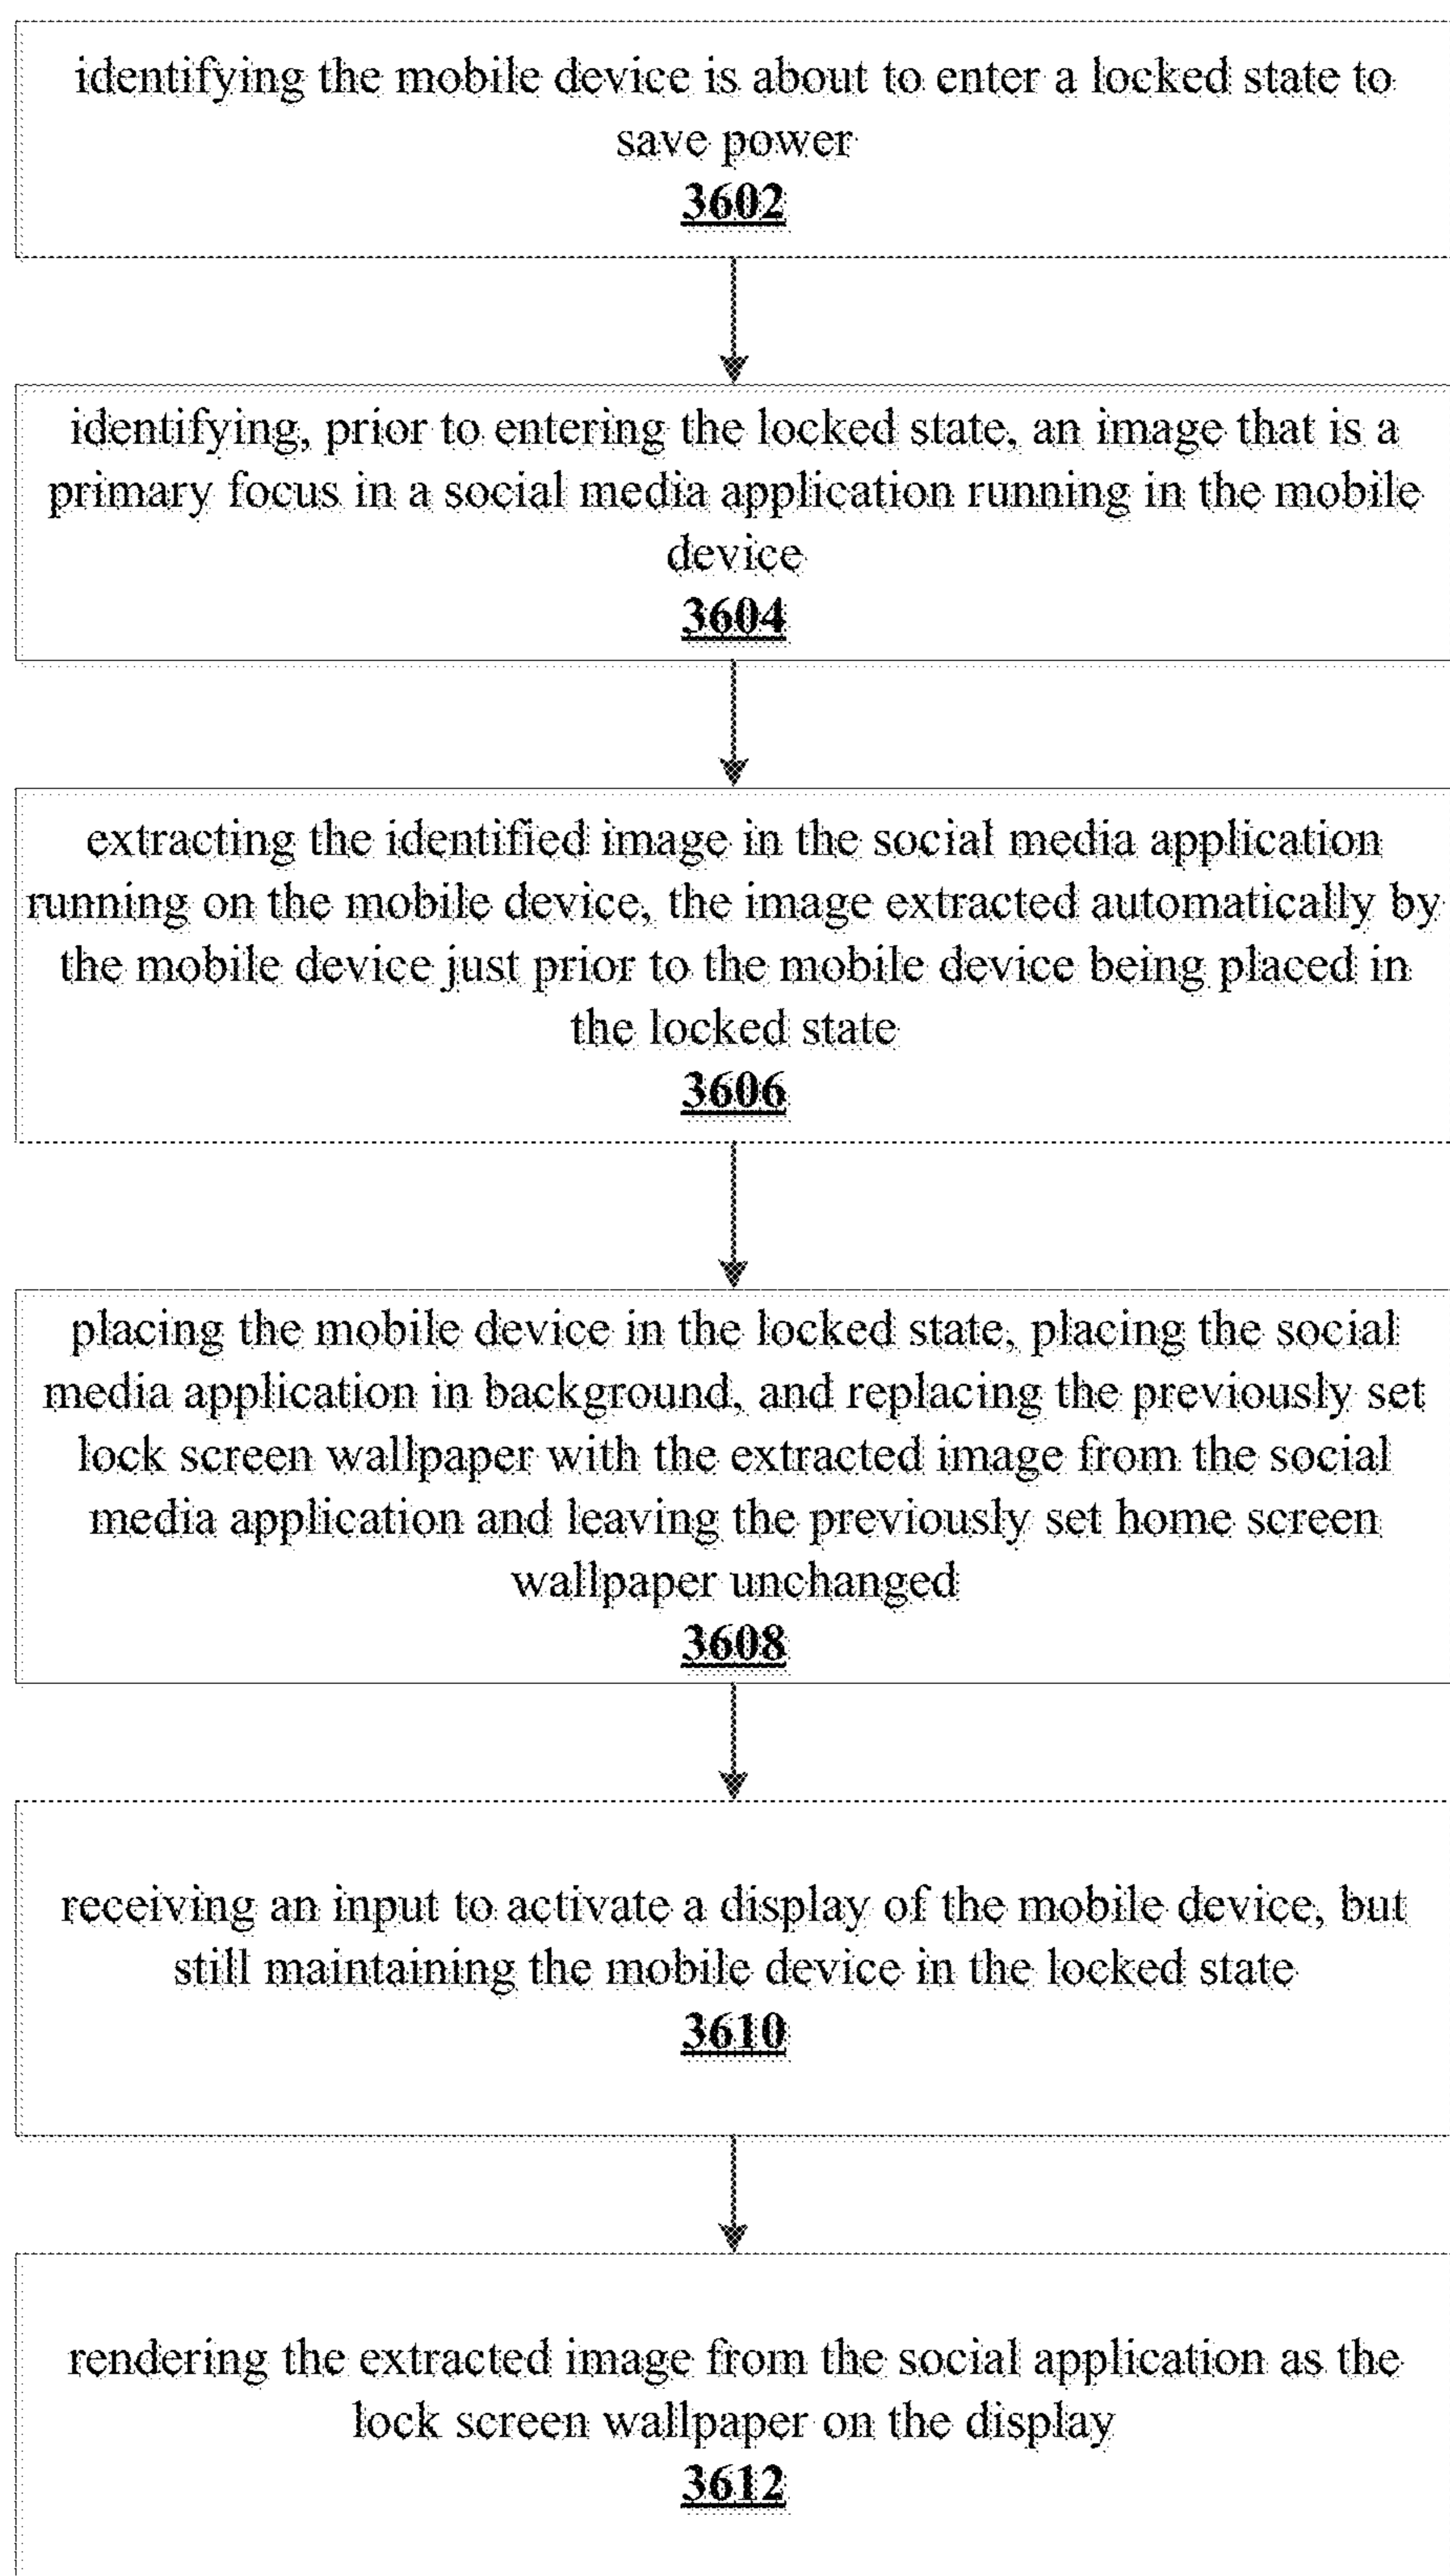 identifying the mobile device is about to enter a locked state to
save power
3602
identifying, prior to entering the locked state, an image that is a
primary focus in a social media application running in the mobile
device
3604
extracting the identified image in the social media application
running on the mobile device, the image extracted automatically by
the mobile device just prior to the mobile device being placed in
the locked state
3606
placing the mobile device in the locked state, placing the social
media application in background, and replacing the previously set
lock screen wallpaper with the extracted image from the social
media application and leaving the previously set home screen
wallpaper unchanged
3608
receiving an input to activate a display of the mobile device, but
still maintaining the mobile device in the locked state
3610
rendering the extracted image from the social application as the
lock screen wallpaper on the display
3612